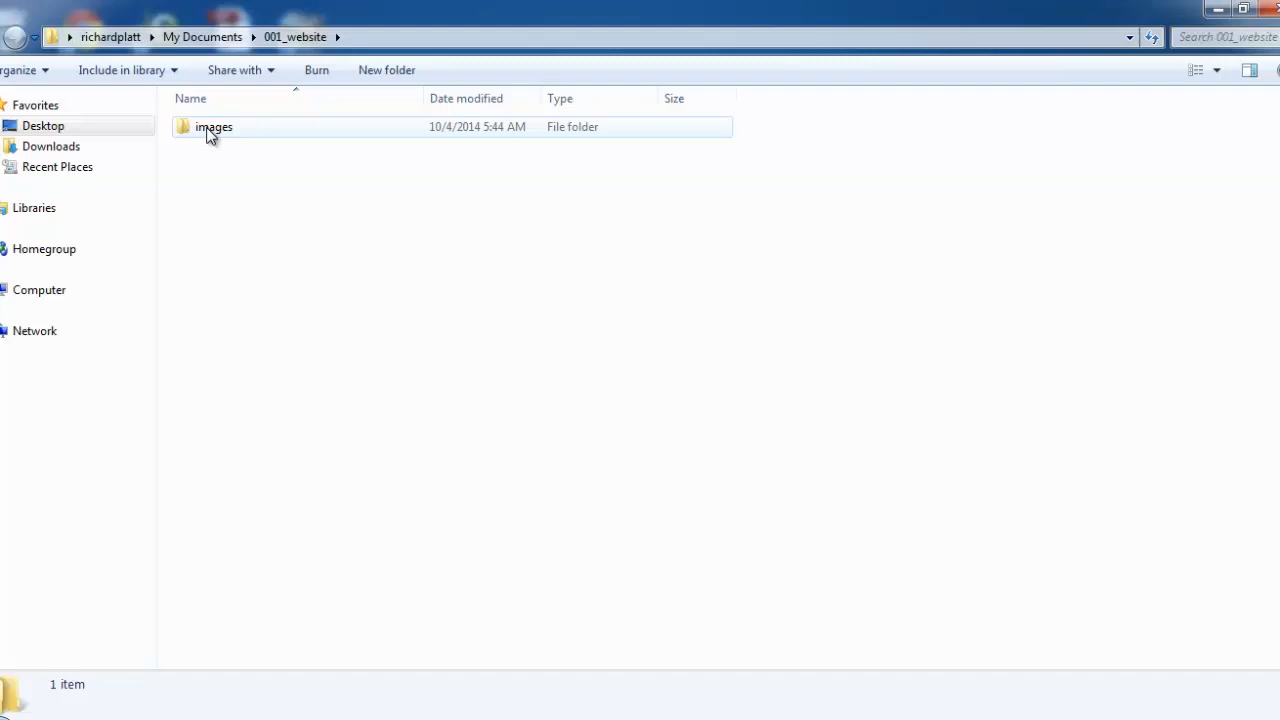 richardplatt My Documents 001_website Search 001_website
rganize Include in library Share with Burn New folder
Name Date modified Type Size
images 10/4/2014 5:44 AM File folder
Favorites
Desktop
Downloads
Recent Places
Libraries
Homegroup
Computer
Network
1 item